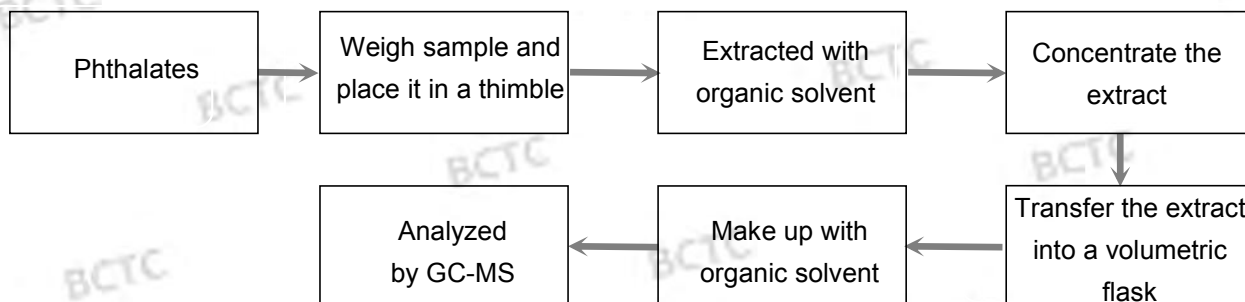 BCTC
Phthalates
Weigh sample and
place it in a thimble
Extracted with
organic solvent
Concentrate the
extract
BCTC
BCTC
BCTC
BCTC
Transfer the extract
into a volumetric
flask
Make up with
organic solvent
Analyzed
by GC-MS
BCTC
BCTC